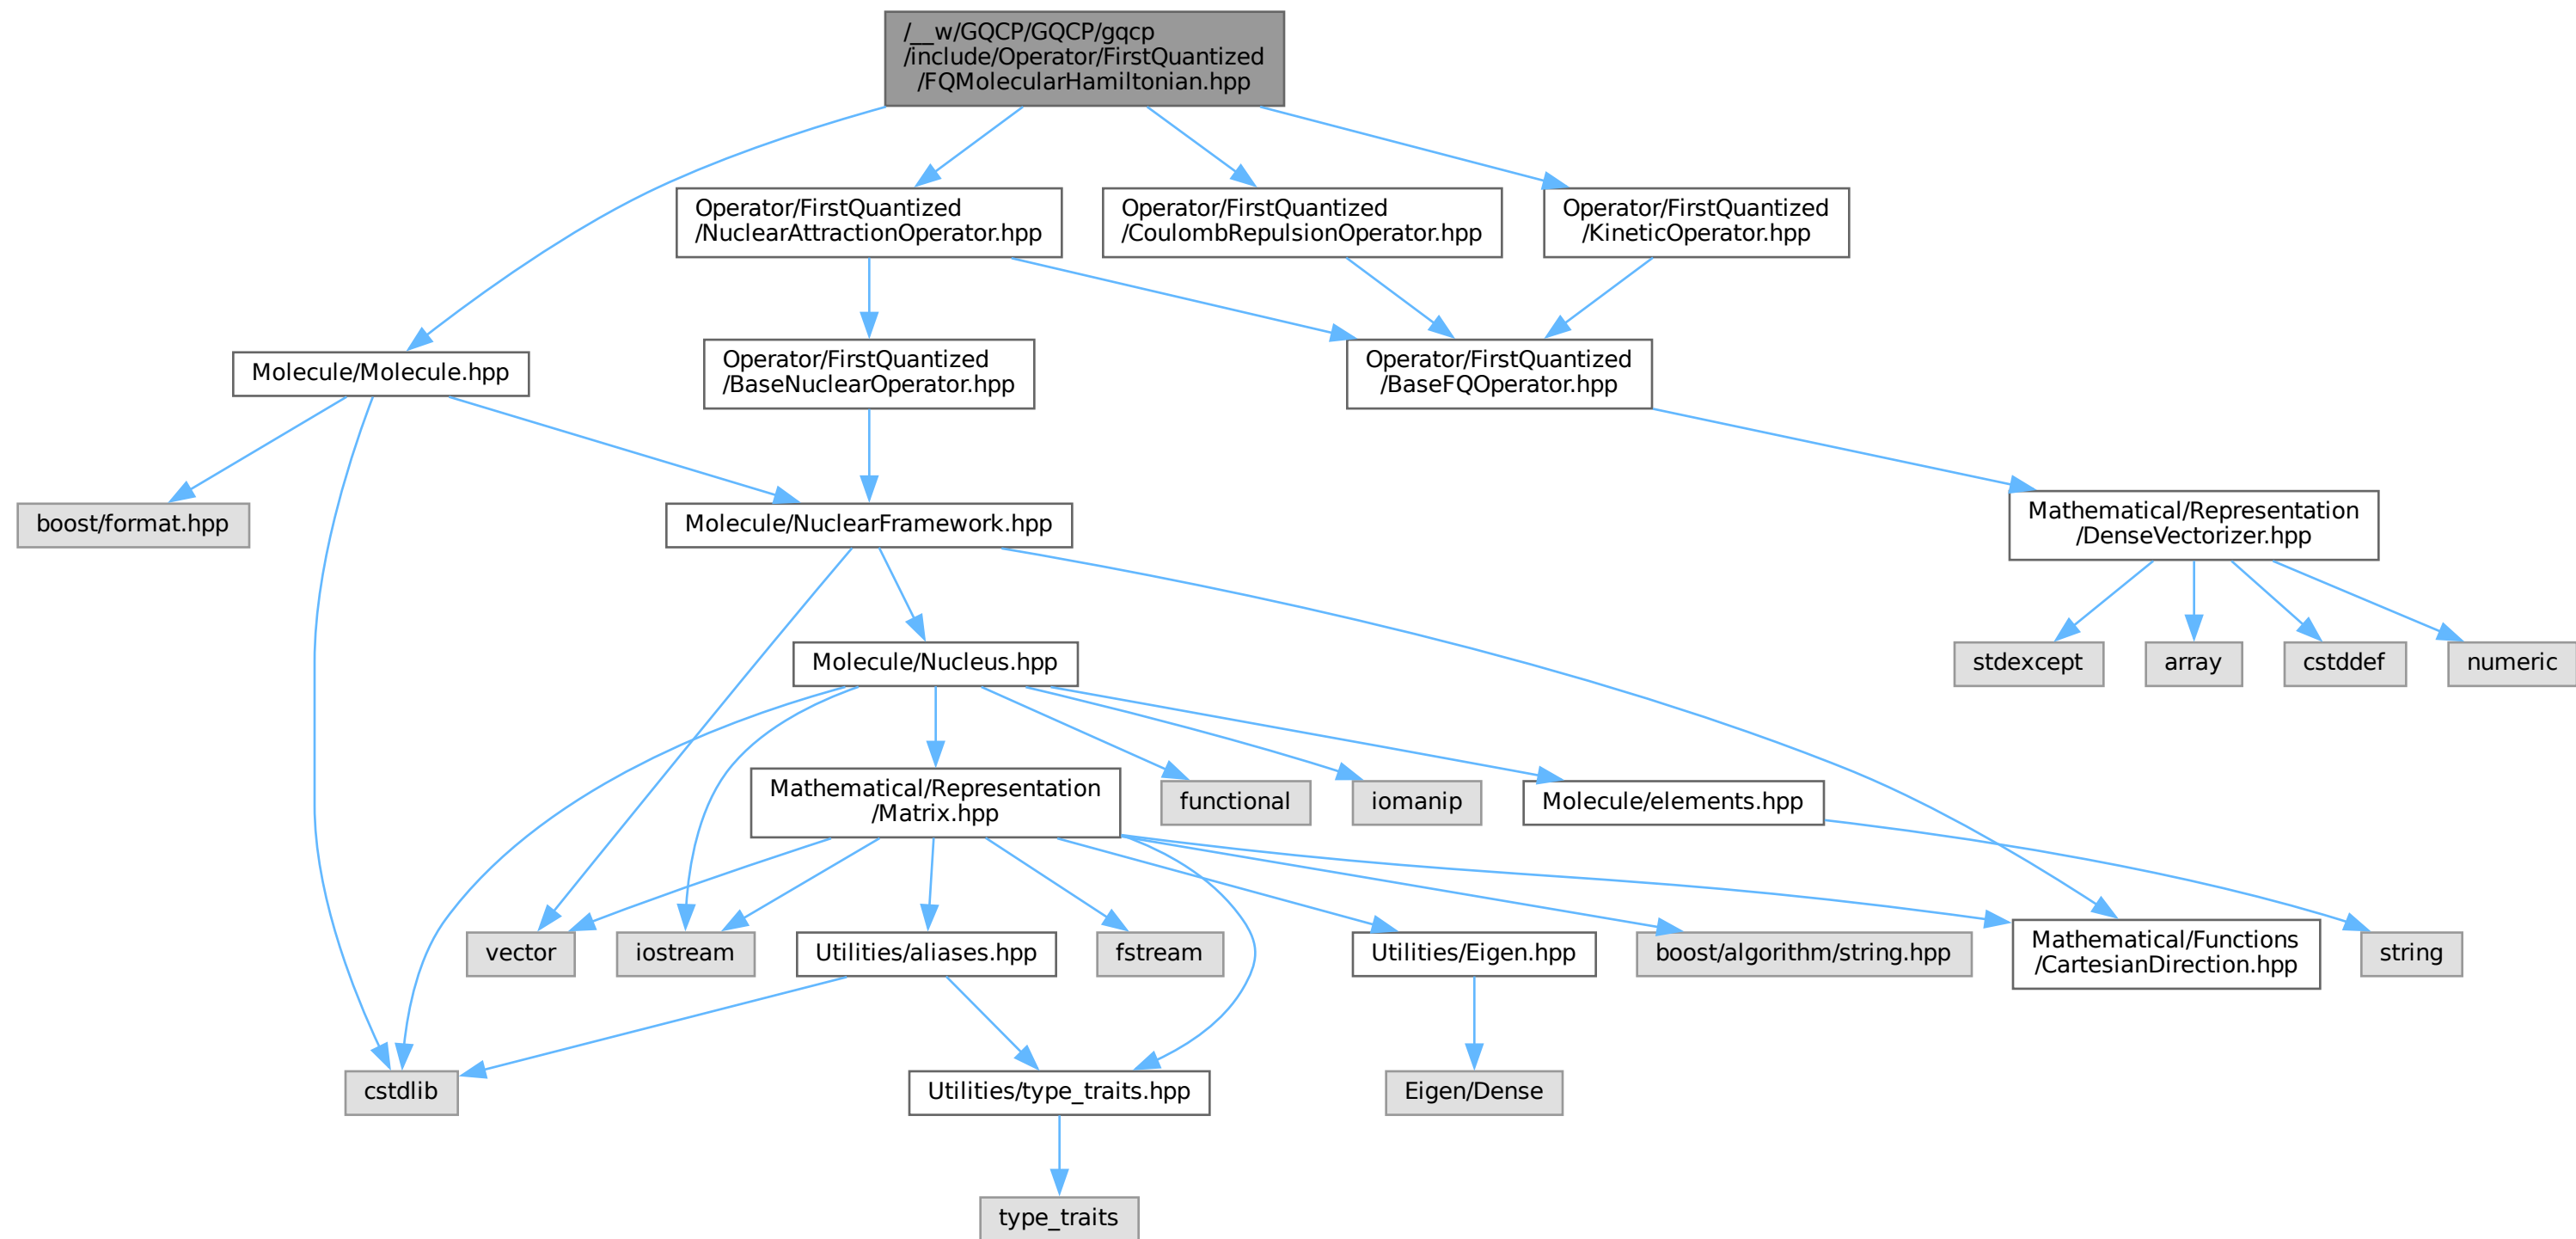 /__w/GQCP/GQCP/gqcp
/include/Operator/FirstQuantized
/FQMolecularHamiltonian.hpp
Operator/FirstQuantized
/NuclearAttractionOperator.hpp
Operator/FirstQuantized
/CoulombRepulsionOperator.hpp
Operator/FirstQuantized
/KineticOperator.hpp
Molecule/Molecule.hpp
Operator/FirstQuantized
/BaseNuclearOperator.hpp
Operator/FirstQuantized
/BaseFQOperator.hpp
boost/format.hpp
Molecule/NuclearFramework.hpp
Mathematical/Representation
/DenseVectorizer.hpp
Molecule/Nucleus.hpp
stdexcept
array
cstddef
numeric
Mathematical/Representation
/Matrix.hpp
functional
iomanip
Molecule/elements.hpp
vector
iostream
Utilities/aliases.hpp
fstream
Utilities/Eigen.hpp
boost/algorithm/string.hpp
Mathematical/Functions
/CartesianDirection.hpp
string
cstdlib
Utilities/type_traits.hpp
Eigen/Dense
type_traits